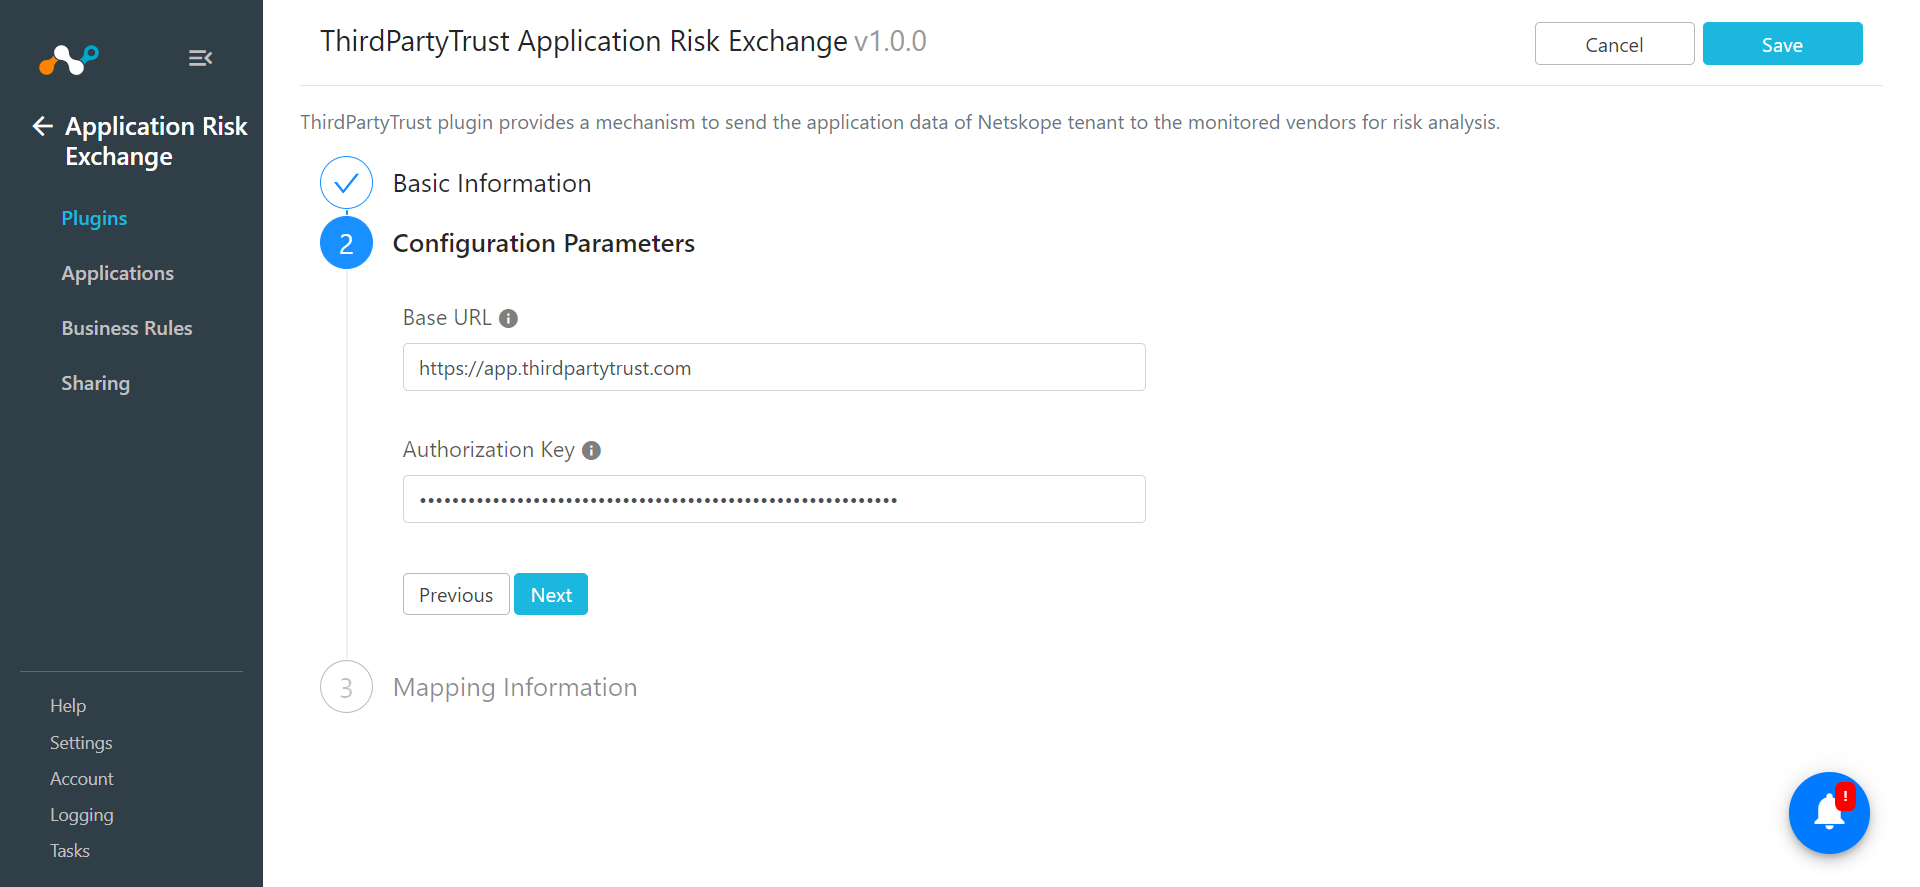 Application Risk
Exchange
Plugins
Applications
Business Rules
Sharing
Help
Settings
Account
Logging
Tasks
ThirdPartyTrust Application Risk Exchange v1.0.0
Cancel
Save
ThirdPartyTrust plugin provides a mechanism to send the application data of Netskope tenant to the monitored vendors for risk analysis.
Basic Information
2 Configuration Parameters
Base URL
https://app.thirdpartytrust.com
Authorization Key
Previous
Next
3 Mapping Information